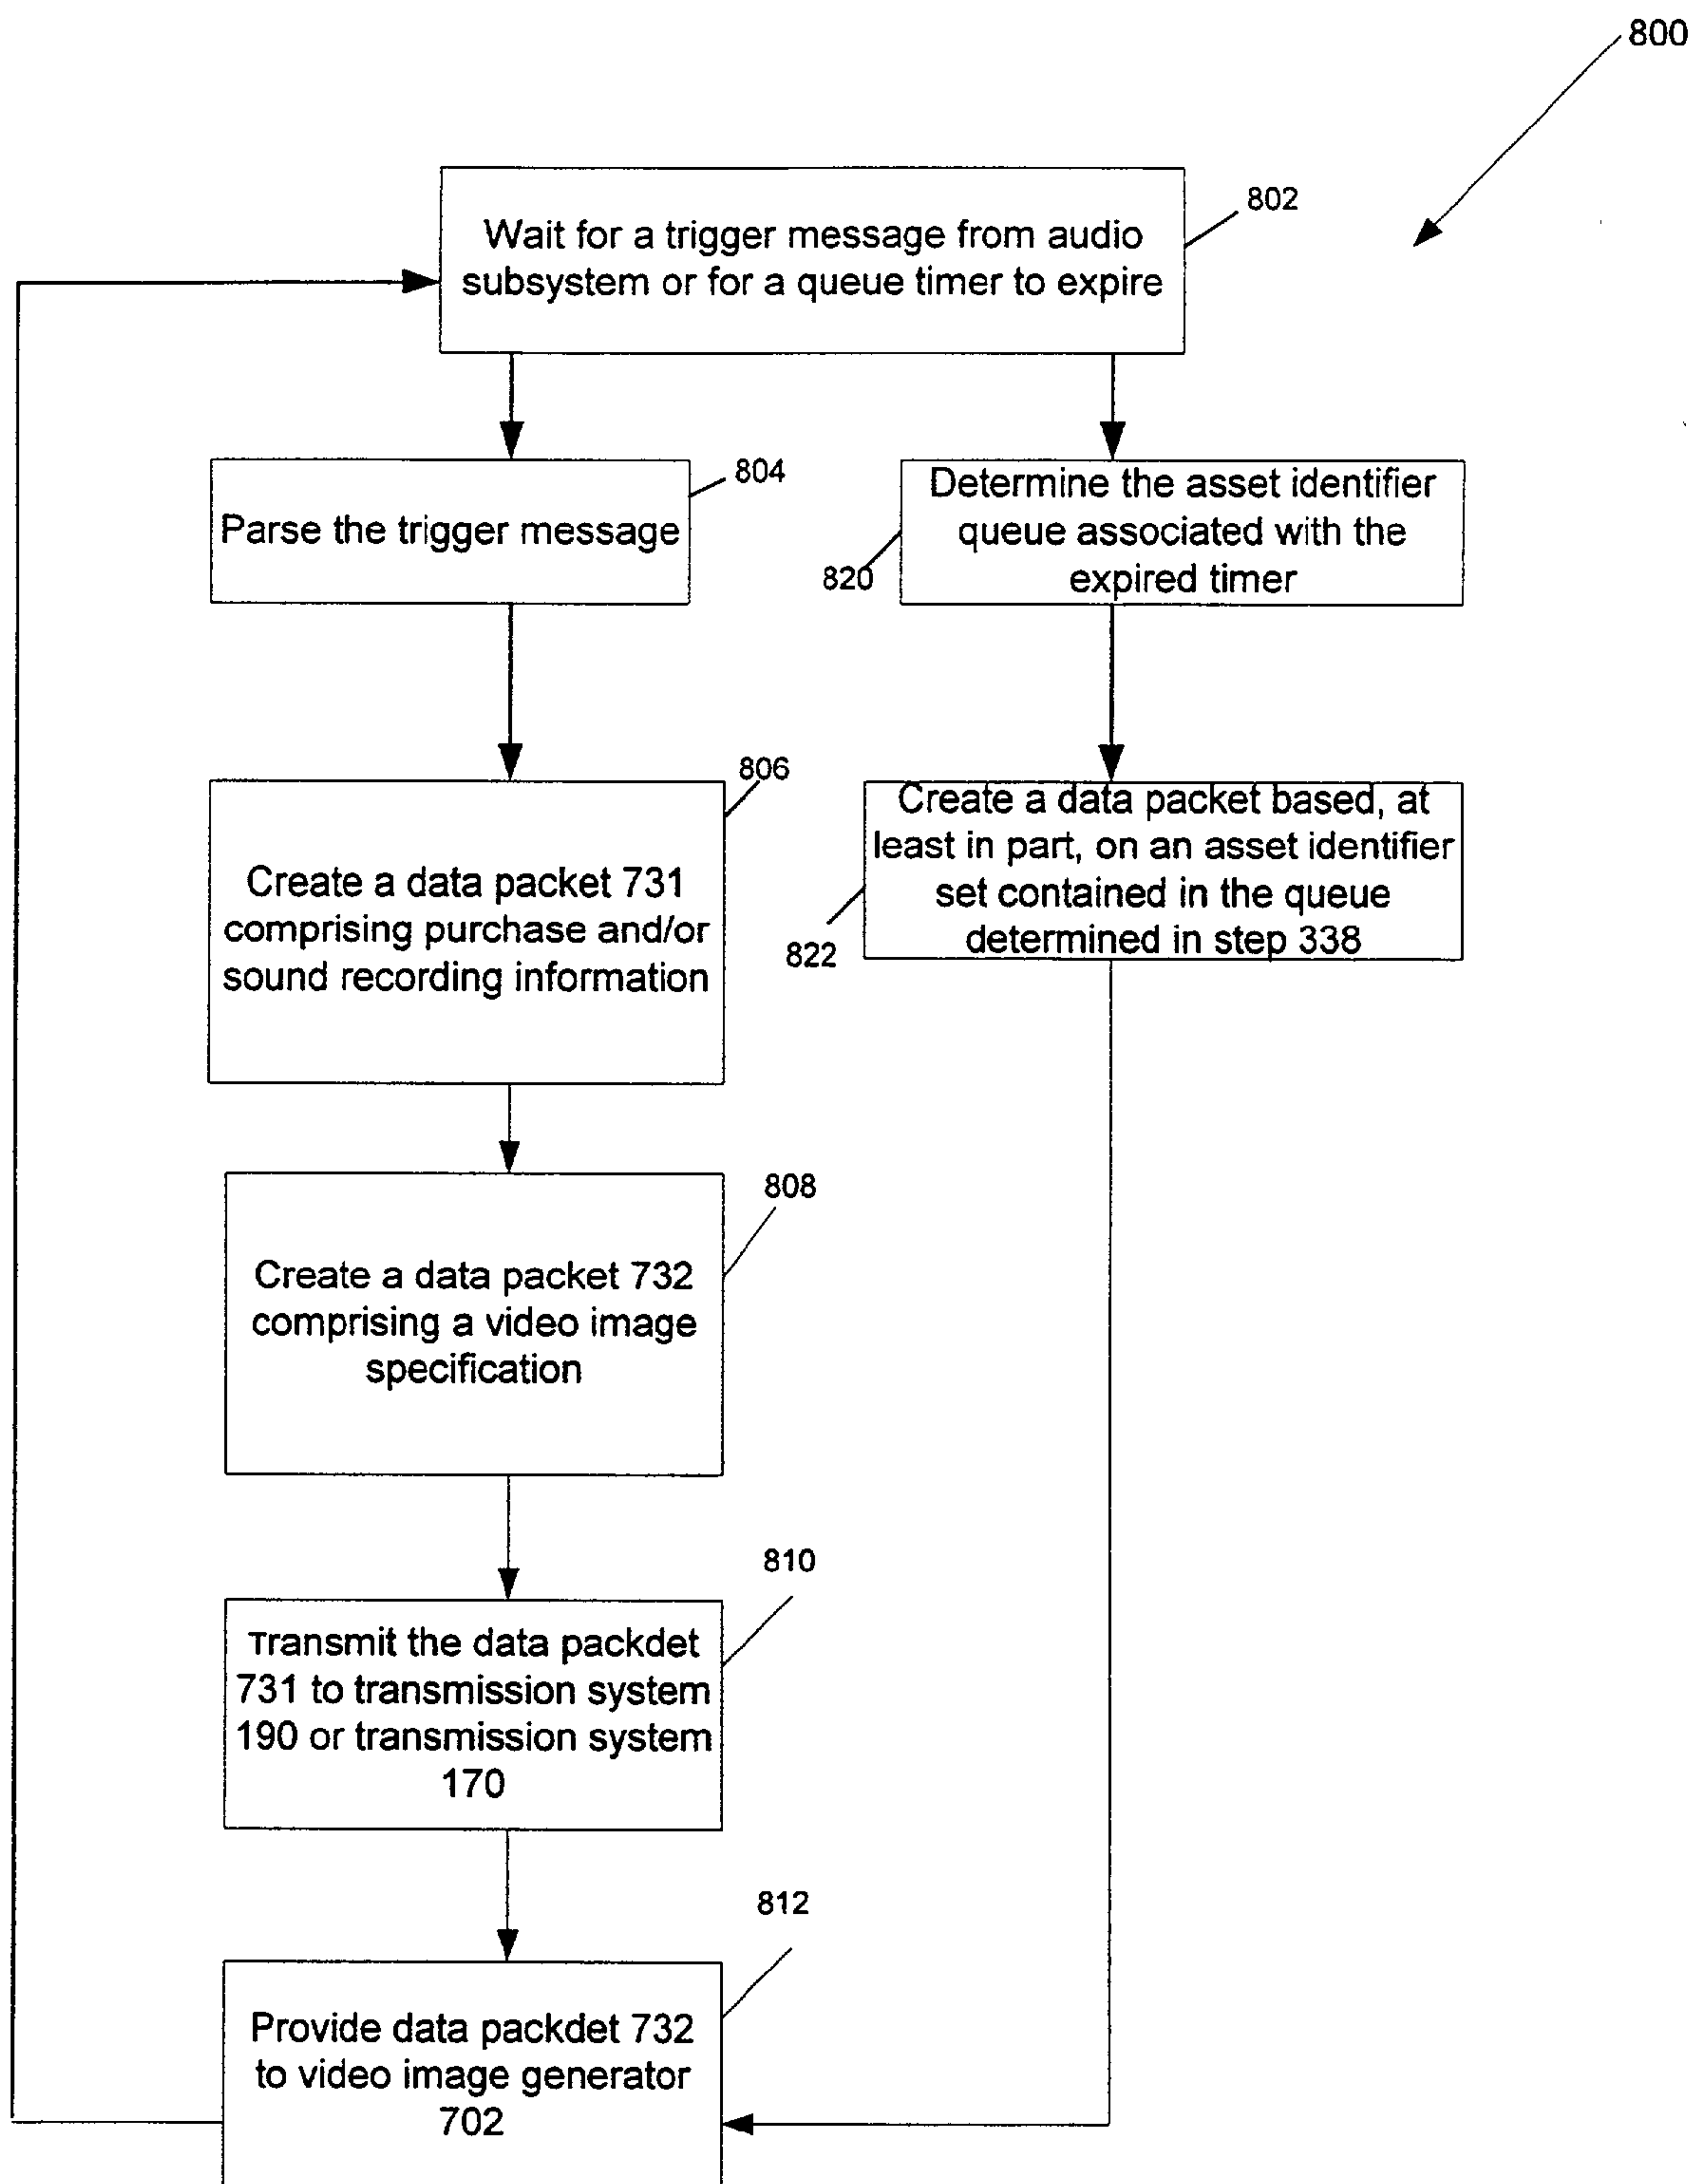 800
Wait for a trigger message from audio
subsystem or for a queue timer to expire
802
Parse the trigger message
804
Determine the asset identifier
queue associated with the
expired timer
820
Create a data packet 731
comprising purchase and/or
sound recording information
806
Create a data packet based, at
least in part, on an asset identifier
set contained in the queue
determined in step 338
822
Create a data packet 732
comprising a video image
specification
808
Transmit the data packdet
731 to transmission system
190 or transmission system
170
810
Provide data packdet 732
to video image generator
702
812